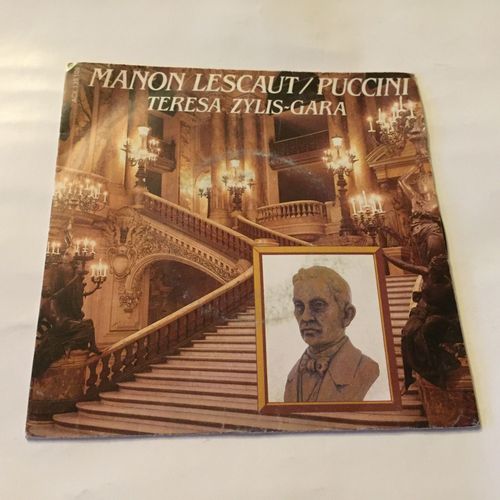 MANON LESCAUT/PUCCINI
TERESA ZYLIS-GARA